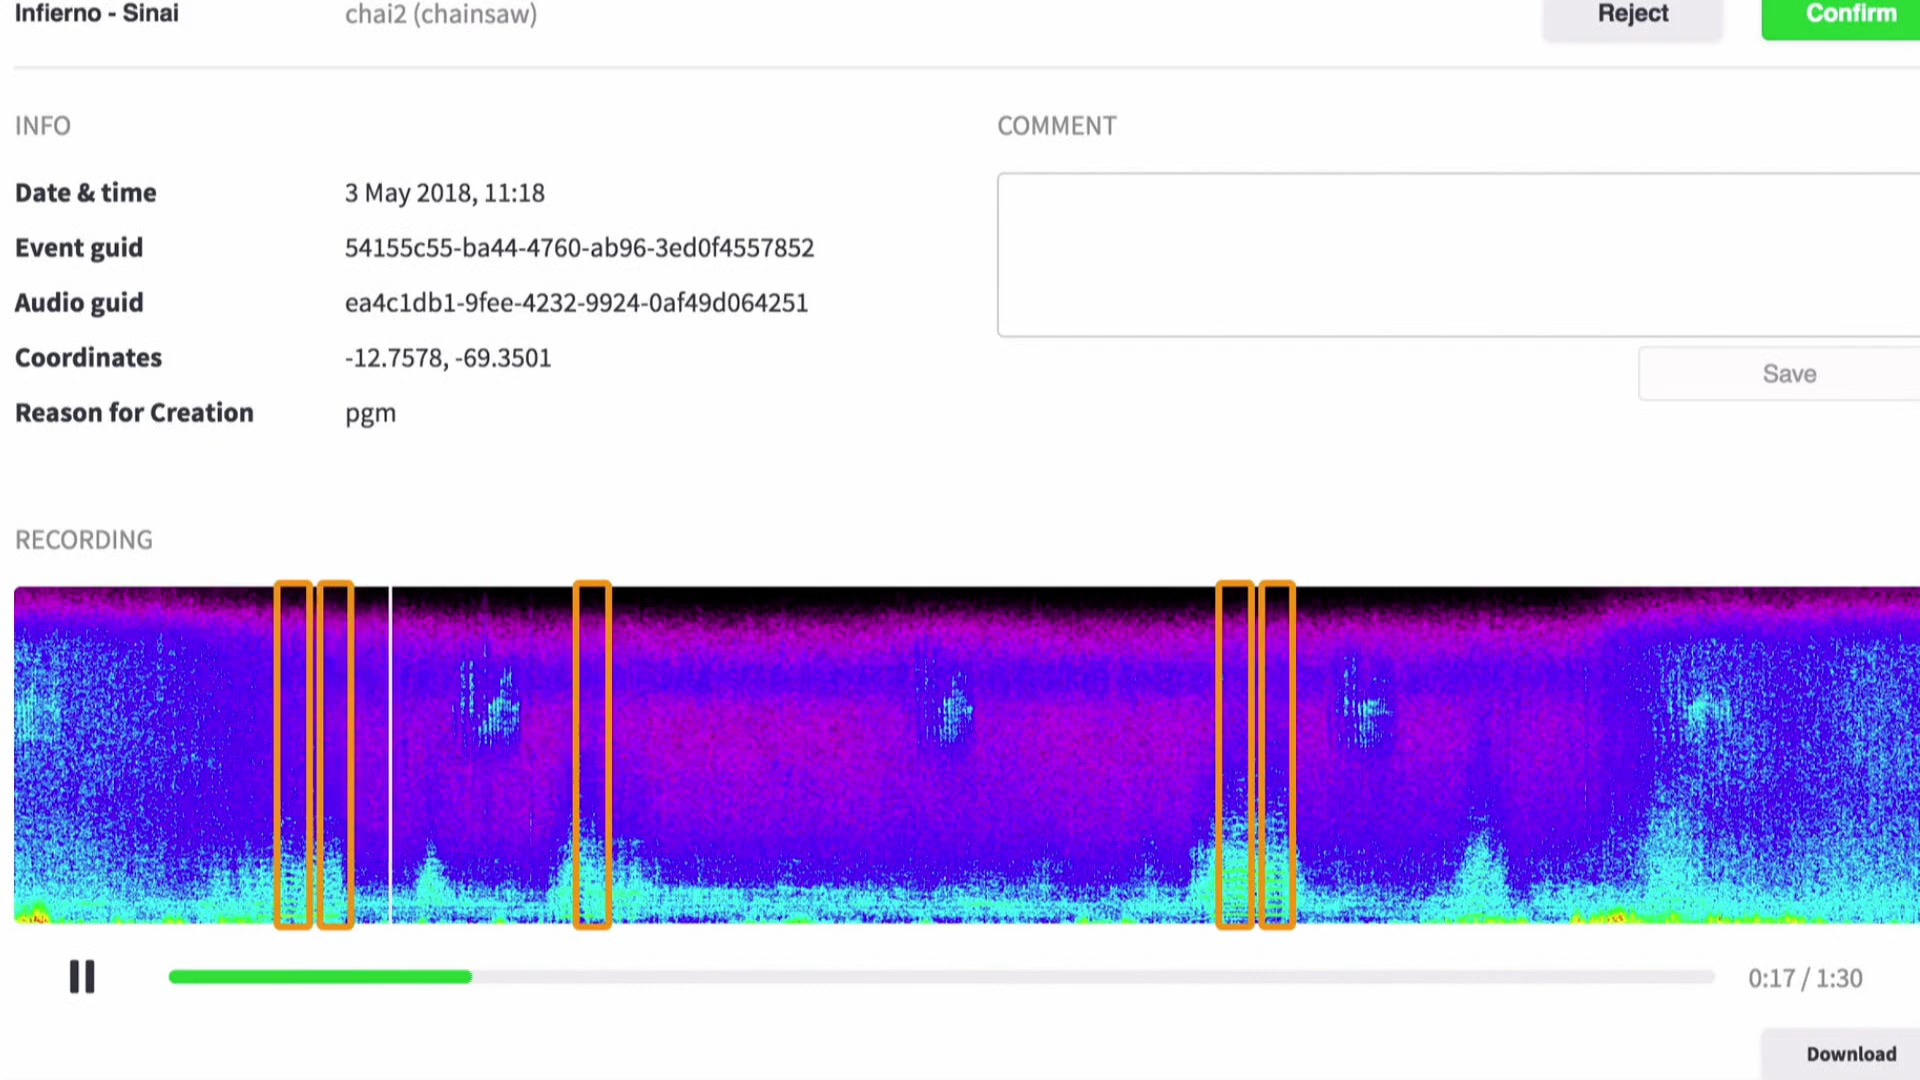 Infierno - Sinai chai2 (chainsaw) Reject Confirm
INFO COMMENT
Date & time 3 May 2018, 11:18
Event guid 54155c55-ba44-4760-ab96-3ed0f4557852
Audio guid ea4c1db1-9fee-4232-9924-0af49d064251
Coordinates -12.7578, -69.3501
Save
Reason for Creation pgm
RECORDING
0:17 / 1:30
Download